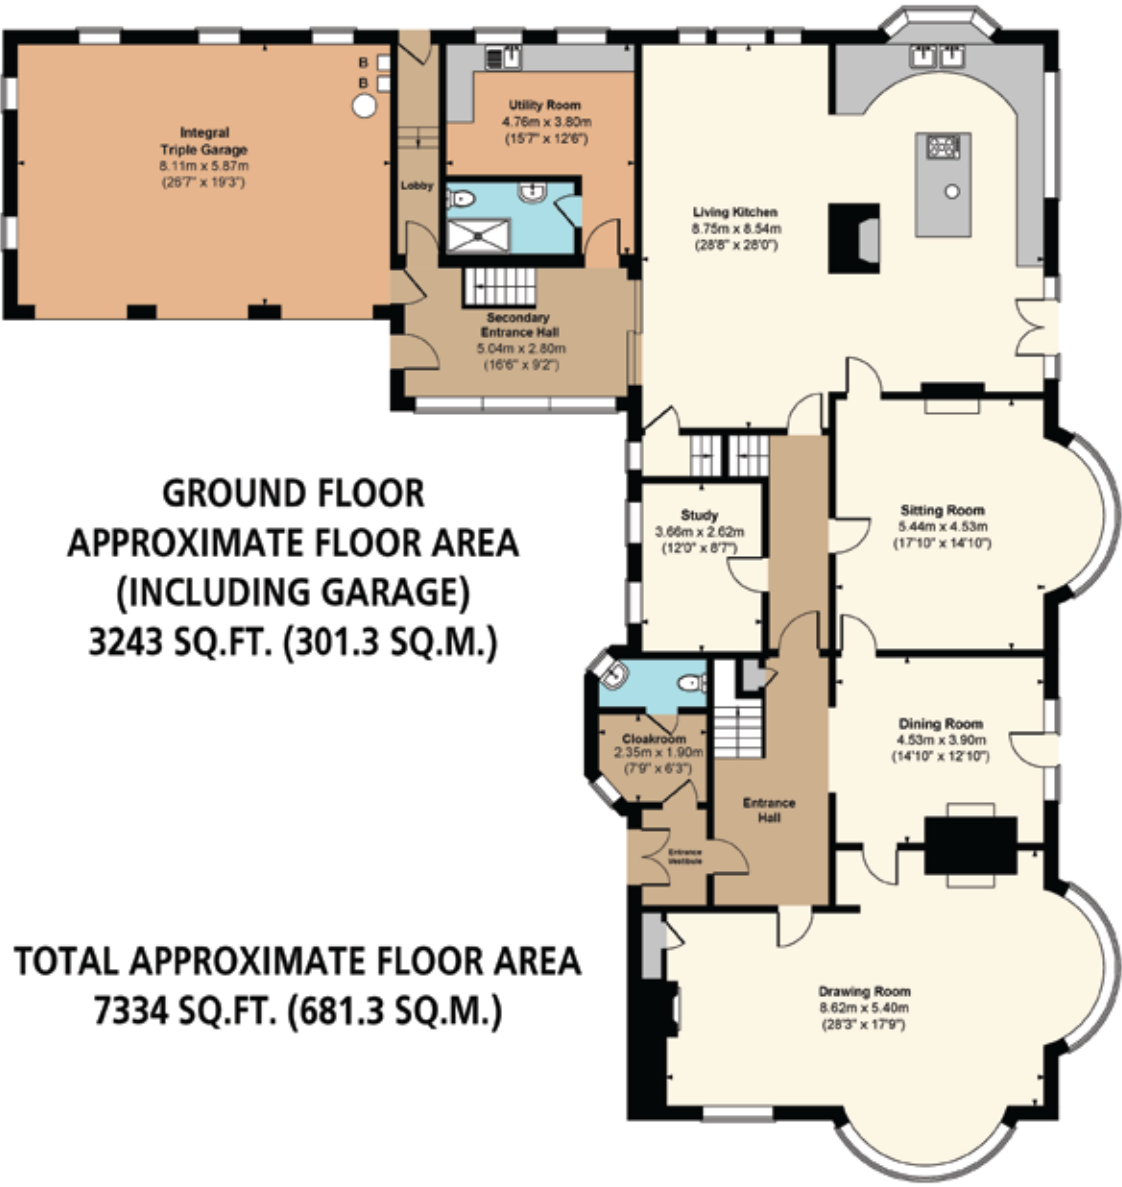 B
B
Integral
Triple Garage
8.11m x 5.87m
(26'7" x 19'3")
Lobby
Utility Room
4.76m x 3.80m
(15'7" x 12'6")
Living Kitchen
8.75m x 8.54m
(28'8" x 28'0")
Secondary
Entrance Hall
5.04m x 2.80m
(16'6" x 9'2")
GROUND FLOOR
APPROXIMATE FLOOR AREA
(INCLUDING GARAGE)
3243 SQ.FT. (301.3 SQ.M.)
Study
3.66m x 2.62m
(12'0" x 8'7")
Sitting Room
5.44m x 4.53m
(17'10" x 14'10")
Cloakroom
2.35m x 1.90m
(7'9" x 6'3")
Dining Room
4.53m x 3.90m
(14'10" x 12'10")
Entrance
Hall
Entrance
Vestibule
TOTAL APPROXIMATE FLOOR AREA
7334 SQ.FT. (681.3 SQ.M.)
Drawing Room
8.62m x 5.40m
(28'3" x 17'9")